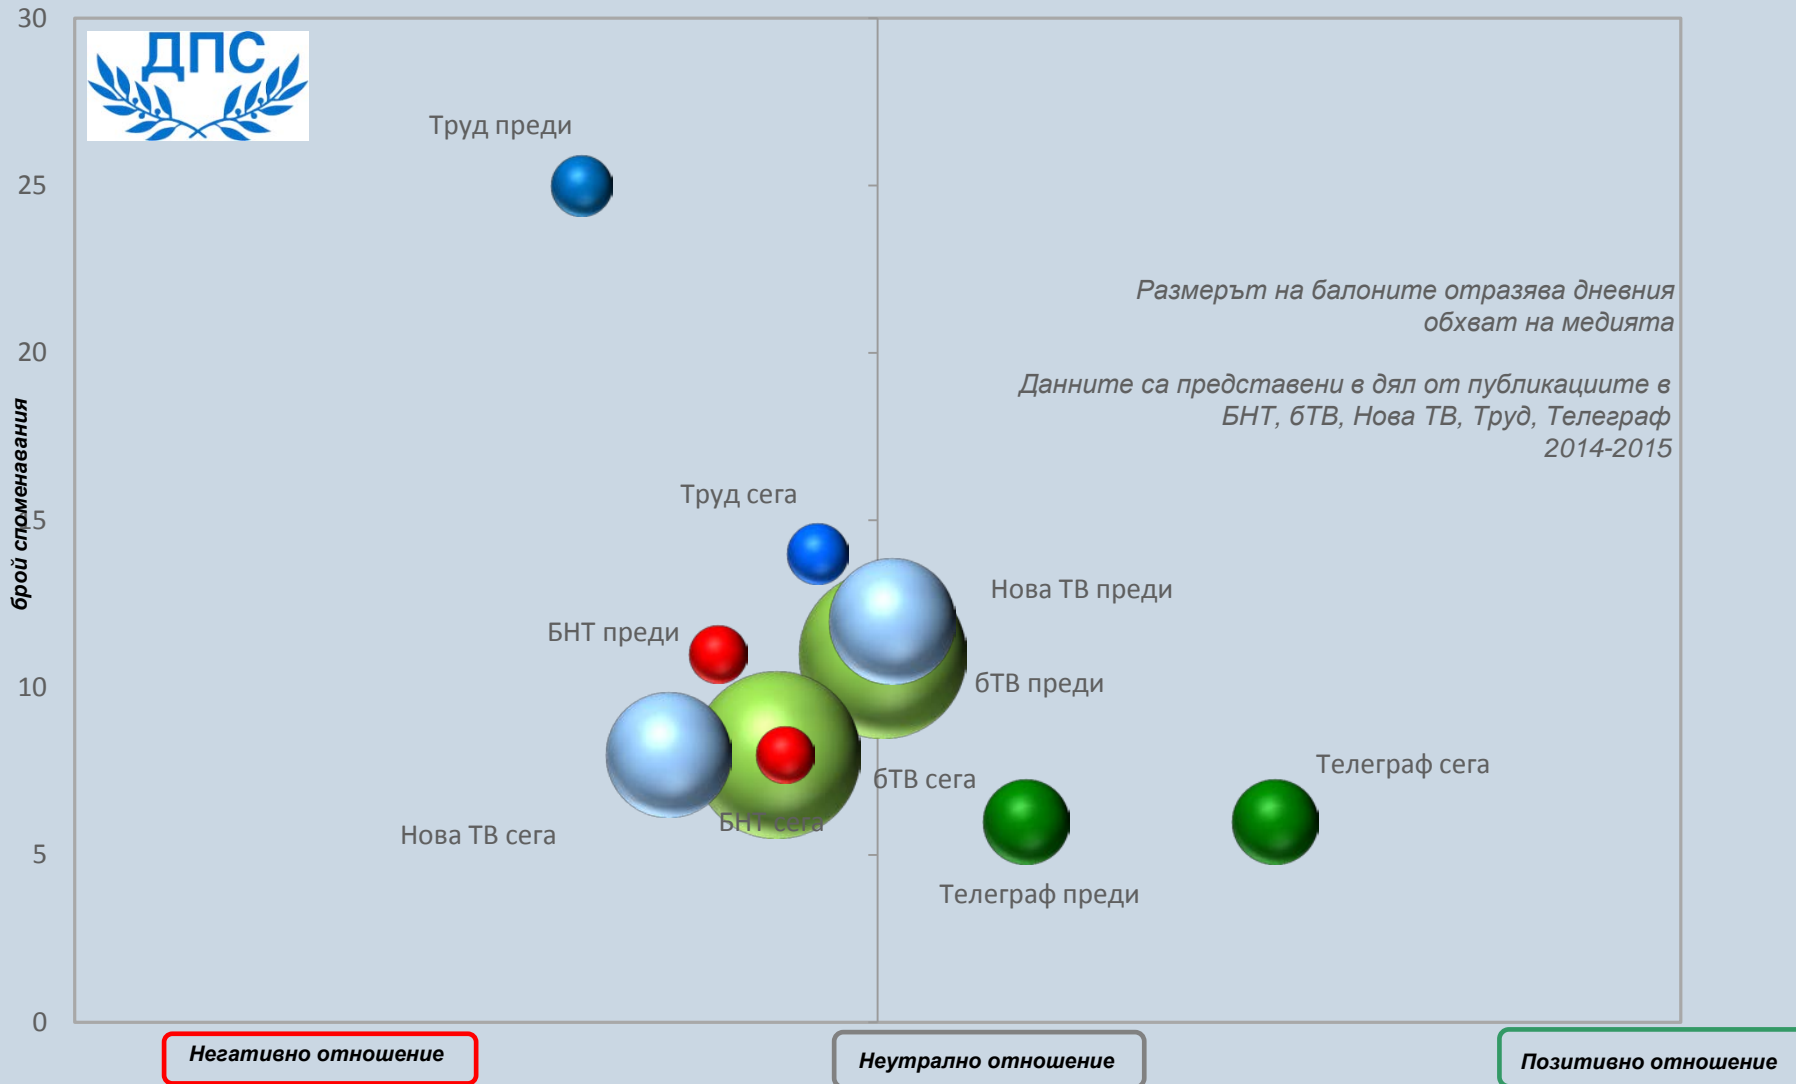 30
ДПС
Труд преди
25
Размерът на балоните отразява дневния
обхват на медията
20
Данните са представени в дял от публикациите в
БНТ, бТВ, Нова ТВ, Труд, Телеграф
2014-2015
брой споменавания
Труд сега
15
Нова ТВ преди
БНТ преди
бТВ преди
10
Телеграф сега
бТВ сега
БНТ сега
Нова ТВ сега
5
Телеграф преди
0
Негативно отношение
Неутрално отношение
Позитивно отношение